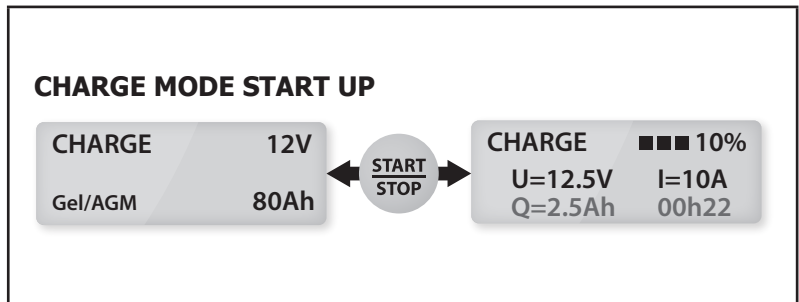 CHARGE MODE START UP
CHARGE 12V
Gel/AGM 80Ah
START
STOP
CHARGE 10%
U=12.5V I=10A
Q=2.5Ah 00h22